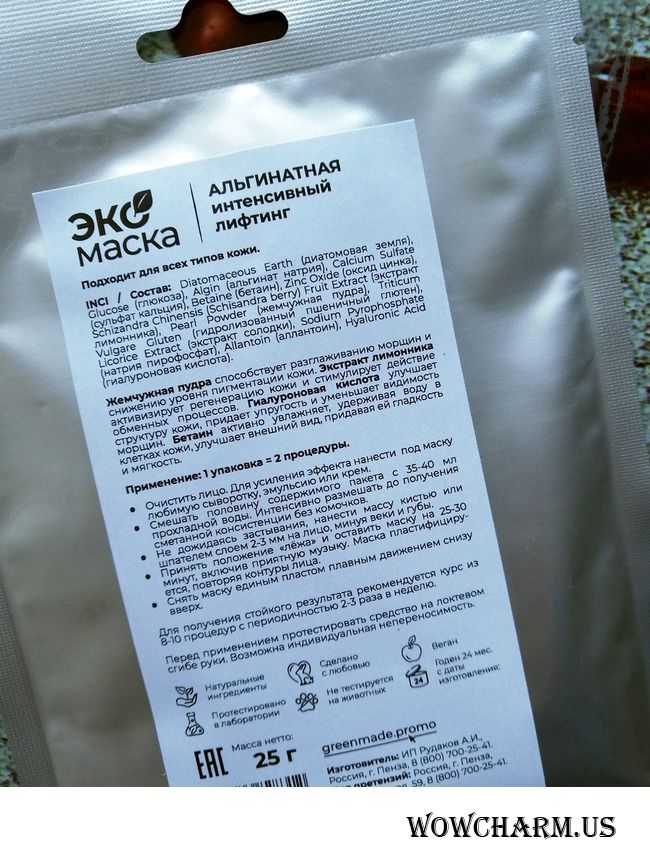 ЭКО
маска
АЛЬГИНАТНАЯ
ИНТЕНСИВНЫЙ
ЛИФТИНГ
Подходит для всех типов кожи.
INCI / Состав: Diatomaceous Earth (диатомовая земля),
Glucose (глюкоза), Algin (альгинат натрия), Calcium Sulfate
(сульфат кальция), Betaine (бетаин), Zinc Oxide (оксид цинка),
Schizandra Chinensis (Schisandra berry) Fruit Extract (экстракт
лимонника), Pearl Powder (жемчужная пудра), Triticum
Vulgare Gluten (гидролизованный пшеничный глютен),
Licorice Extract (экстракт солодки), Sodium Pyrophosphate
(натрия пирофосфат), Allantoin (аллантоин), Hyaluronic Acid
(гиалуроновая кислота).
Жемчужная пудра способствует разглаживанию морщин и
снижению уровня пигментации кожи. Экстракт лимонника
активизирует регенерацию кожи и стимулирует действие
обменных процессов. Гиалуроновая кислота улучшает
структуру кожи, придает упругость и уменьшает видимость
морщин. Бетаин активно увлажняет, удерживая воду в
клетках кожи, улучшает внешний вид, придавая ей гладкость
и мягкость.
Применение: 1 упаковка = 2 процедуры.
• Очистить лицо. Для усиления эффекта нанести под маску
любимую сыворотку, эмульсию или крем.
• Смешать половину содержимого пакета с 35-40 мл
прохладной воды. Интенсивно размешать до получения
сметанной консистенции без комочков.
• Не дожидаясь застывания, нанести массу кистью или
шпателем слоем 2-3 мм на лицо, минуя веки и губы.
• Принять положение «лёжа» и оставить маску на 25-30
минут, включив приятную музыку. Маска пластифициру-
ется, повторяя контуры лица.
• Снять маску единым пластом плавным движением снизу
вверх.
Для получения стойкого результата рекомендуется курс из
8-10 процедур с периодичностью 2-3 раза в неделю.
Перед применением протестировать средство на локтевом
сгибе руки. Возможна индивидуальная непереносимость.
Натуральные
ингредиенты
Сделано
с любовью
Веган
Протестировано
в лаборатории
Не тестируется
на животных
24
Годен 24 мес.
с даты
изготовления:
EAC
Масса нетто:
25 г
greenmade.promo
Изготовитель: ИП Рудаков А.И.,
Россия, г. Пенза, 8 (800) 700-25-41.
претензий: Россия, г. Пенза,
59, 8 (800) 700-25-41.
WOWCHARM.US